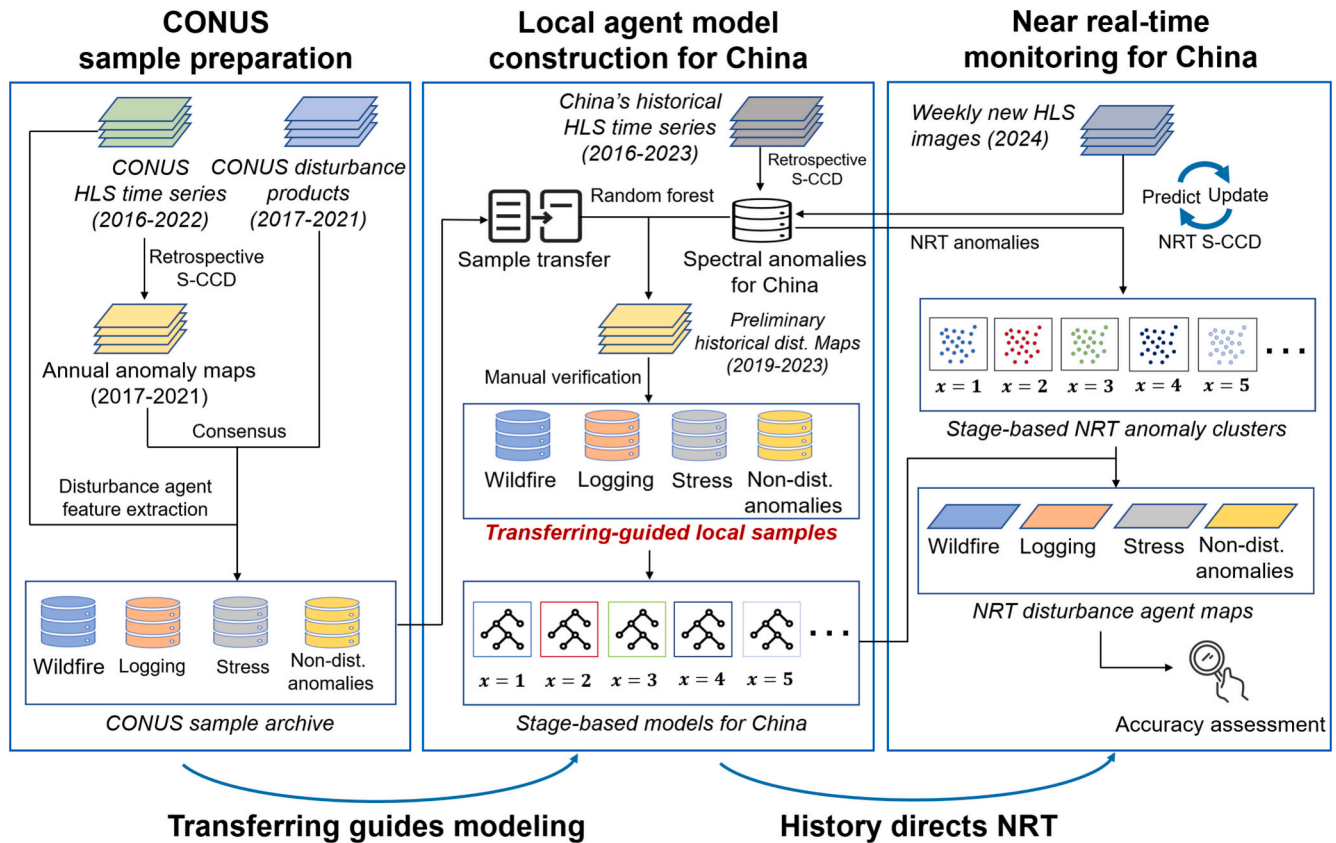 CONUS
sample preparation
CONUS
HLS time series
(2016-2022)
CONUS disturbance
products
(2017-2021)
Retrospective
S-CCD
Annual anomaly maps
(2017-2021)
Consensus
Disturbance agent
feature extraction
Wildfire
Logging
Stress
Non-dist.
anomalies
CONUS sample archive
Local agent model
construction for China
China's historical
HLS time series
(2016-2023)
Retrospective
S-CCD
Random forest
Sample transfer
Spectral anomalies
for China
Preliminary
historical dist. Maps
(2019-2023)
Manual verification
Wildfire
Logging
Stress
Non-dist.
anomalies
Transferring-guided local samples
x = 1
x = 2
x = 3
x = 4
x = 5
...
Stage-based models for China
Near real-time
monitoring for China
Weekly new HLS
images (2024)
Predict
Update
NRT S-CCD
NRT anomalies
x = 1
x = 2
x = 3
x = 4
x = 5
...
Stage-based NRT anomaly clusters
Wildfire
Logging
Stress
Non-dist.
anomalies
NRT disturbance agent maps
Accuracy assessment
Transferring guides modeling
History directs NRT